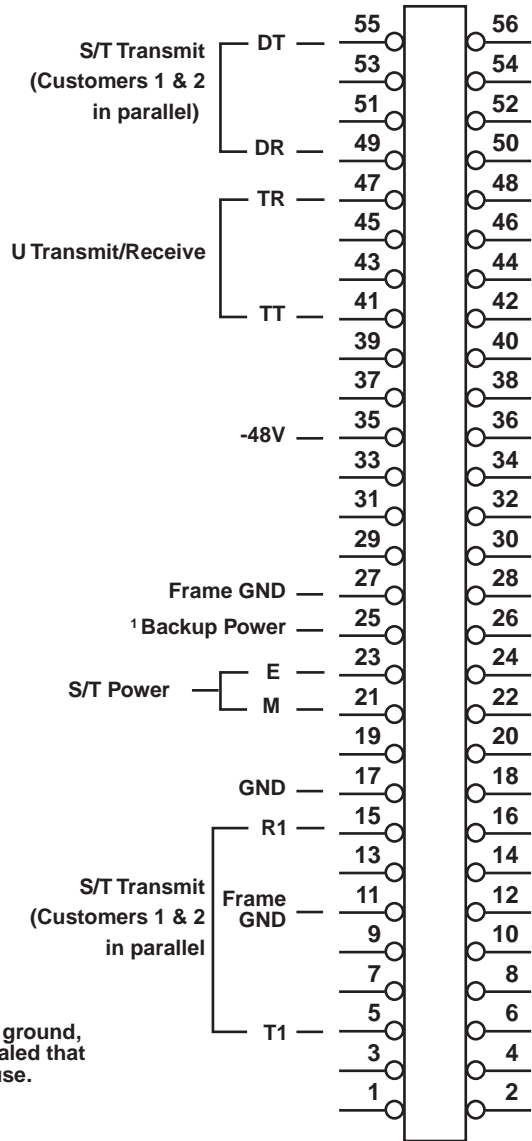 55 56
S/T Transmit DT
(Customers 1 & 2 53 54
in parallel) 51 52
DR 49 50
TR 47 48
45 46
U Transmit/Receive
43 44
TT 41 42
39 40
37 38
-48V 35 36
33 34
31 32
29 30
Frame GND 27 28
1 Backup Power 25 26
E 23 24
S/T Power
M 21 22
19 20
GND 17 18
R1 15 16
13 14
S/T Transmit
(Customers 1 & 2
in parallel
Frame
GND
11 12
9 10
7 8
T1 5 6
ground,
that
3 4
use.
1 2